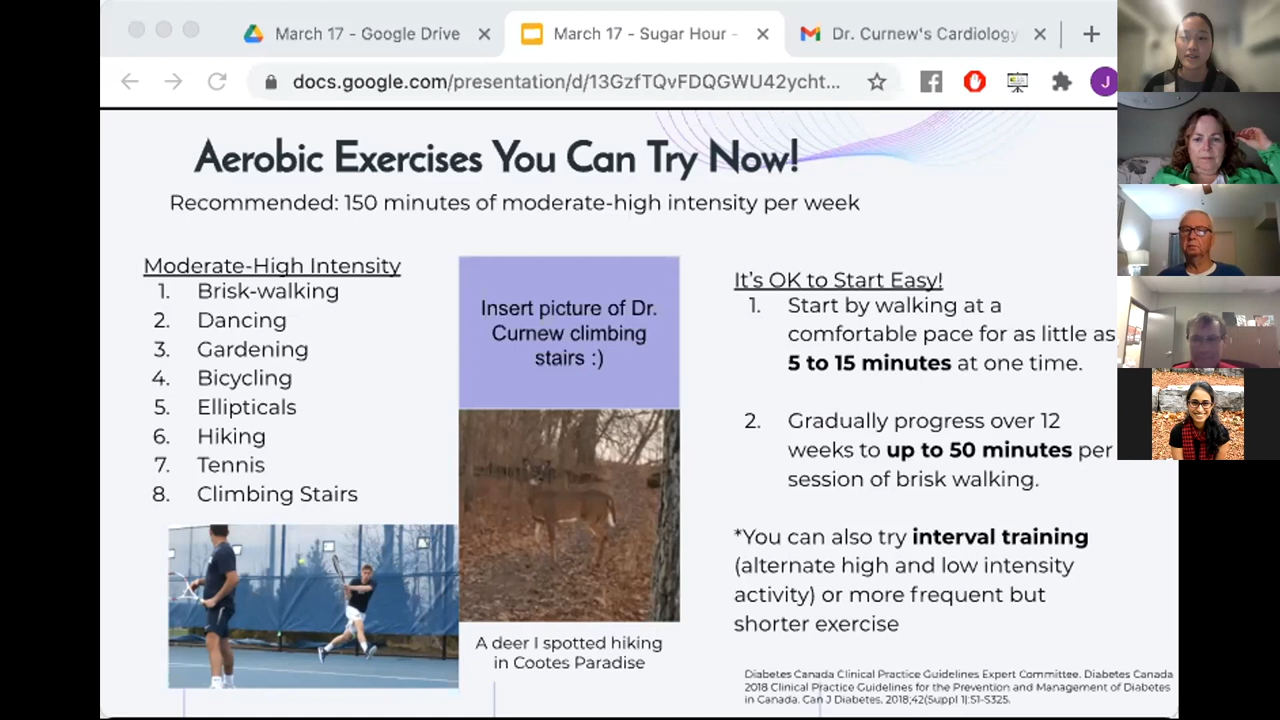 March 17 - Google Drive
March 17 - Sugar Hour -
Dr. Curnew's Cardiology
docs.google.com/presentation/d/13GzfTQvFDQGWU42ycht...
J
Aerobic Exercises You Can Try Now!
Recommended: 150 minutes of moderate-high intensity per week
Moderate-High Intensity
1. Brisk-walking
2. Dancing
3. Gardening
4. Bicycling
5. Ellipticals
6. Hiking
7. Tennis
8. Climbing Stairs
Insert picture of Dr.
Curnew climbing
stairs :)
A deer I spotted hiking
in Cootes Paradise
It's OK to Start Easy!
1. Start by walking at a
comfortable pace for as little as
5 to 15 minutes at one time.
2. Gradually progress over 12
weeks to up to 50 minutes per
session of brisk walking.
*You can also try interval training
(alternate high and low intensity
activity) or more frequent but
shorter exercise
Diabetes Canada Clinical Practice Guidelines Expert Committee. Diabetes Canada
2018 Clinical Practice Guidelines for the Prevention and Management of Diabetes
in Canada. Can J Diabetes. 2018;42(Suppl 1):S1-S325.